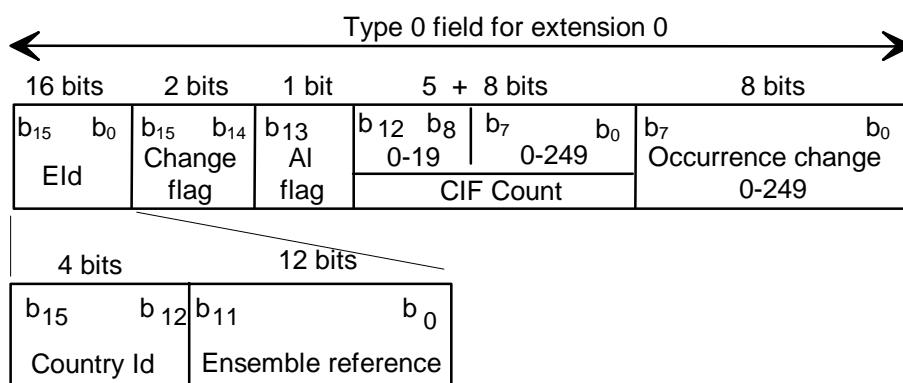 Type 0 field for extension 0
16 bits 2 bits 1 bit 5 + 8 bits 8 bits
b15 b0 b15 b14 b13 b12 b8 b7 b0 b7 b0
EId Change flag AI flag 0-19 0-249 Occurrence change
CIF Count 0-249
4 bits 12 bits
b15 b12 b11 b0
Country Id Ensemble reference